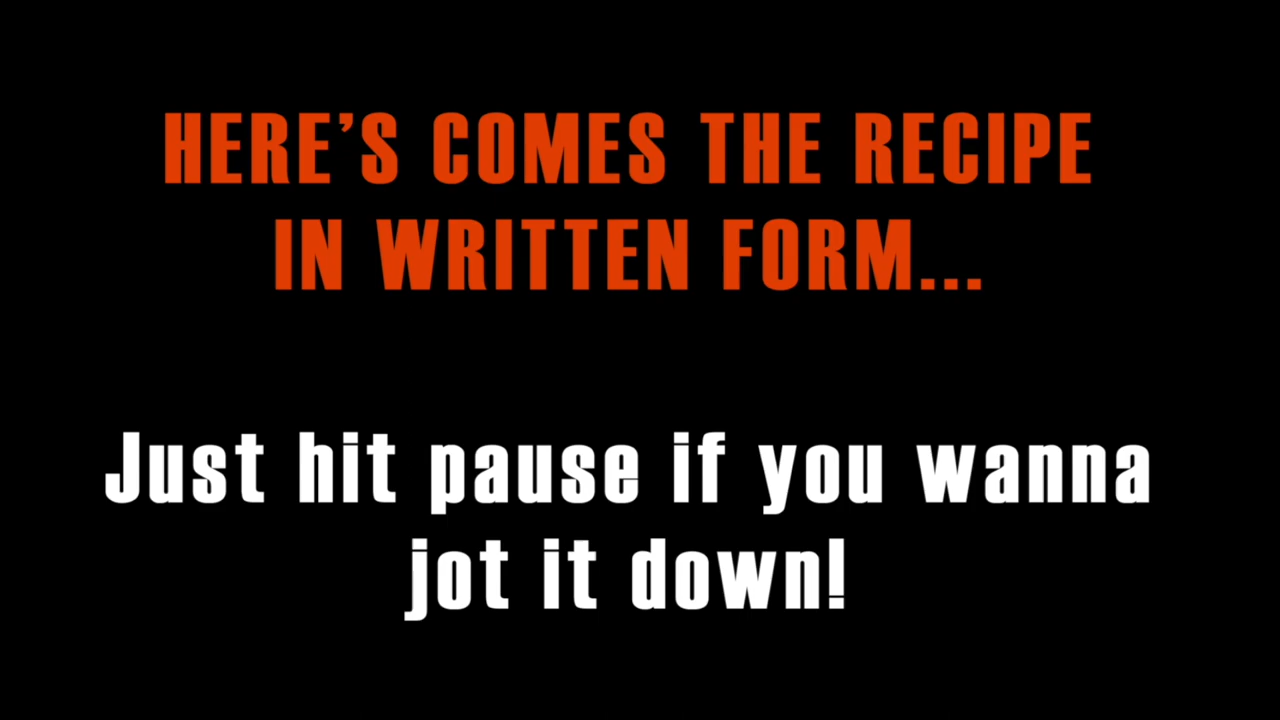 HERE'S COMES THE RECIPE
IN WRITTEN FORM...
Just hit pause if you wanna
jot it down!